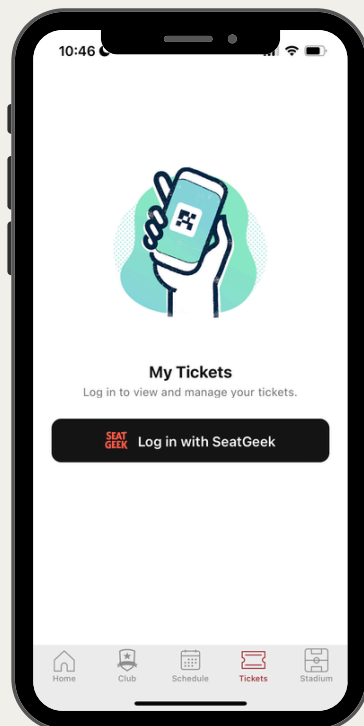 10:46
My Tickets
Log in to view and manage your tickets.
SEAT
GEEK
Log in with SeatGeek
Home
Club
Schedule
Tickets
Stadium